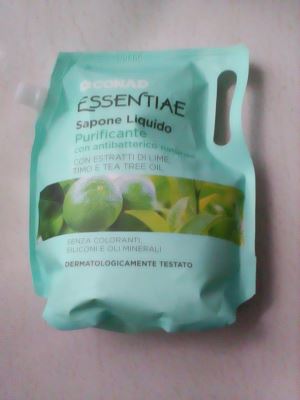 CONAD
ESSENTIAE
Sapone Liquido
Purificante
con antibatterico naturale
CON ESTRATTI DI LIME,
TIMO E TEA TREE OIL
SENZA COLORANTI,
SILICONI E OLI MINERALI
DERMATOLOGICAMENTE TESTATO